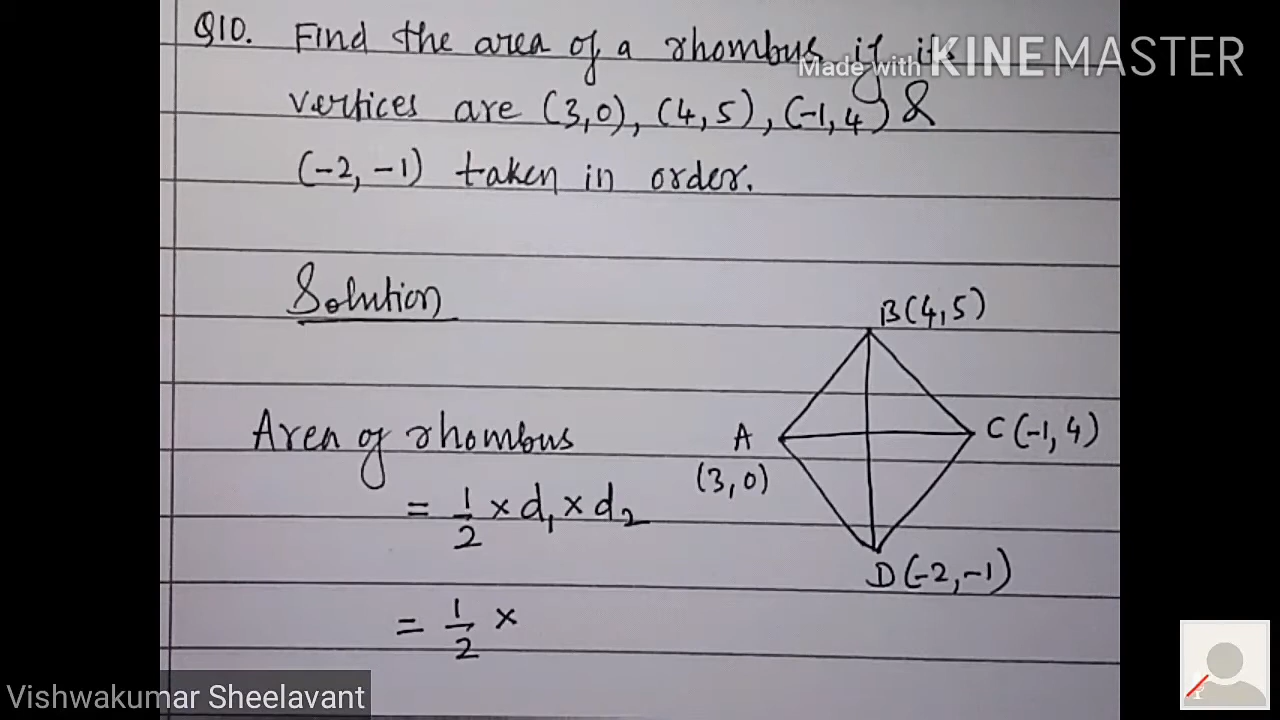 Q10. Find the area of a rhombus if its
Made with KINEMASTER
vertices are (3,0), (4,5), (-1,4) &
(-2, -1) taken in order.
Solution
B(4,5)
Area of rhombus
A
C(-1,4)
(3,0)
= 1/2 × d₁ × d₂
D(-2,-1)
= 1/2 ×
Vishwakumar Sheelavant